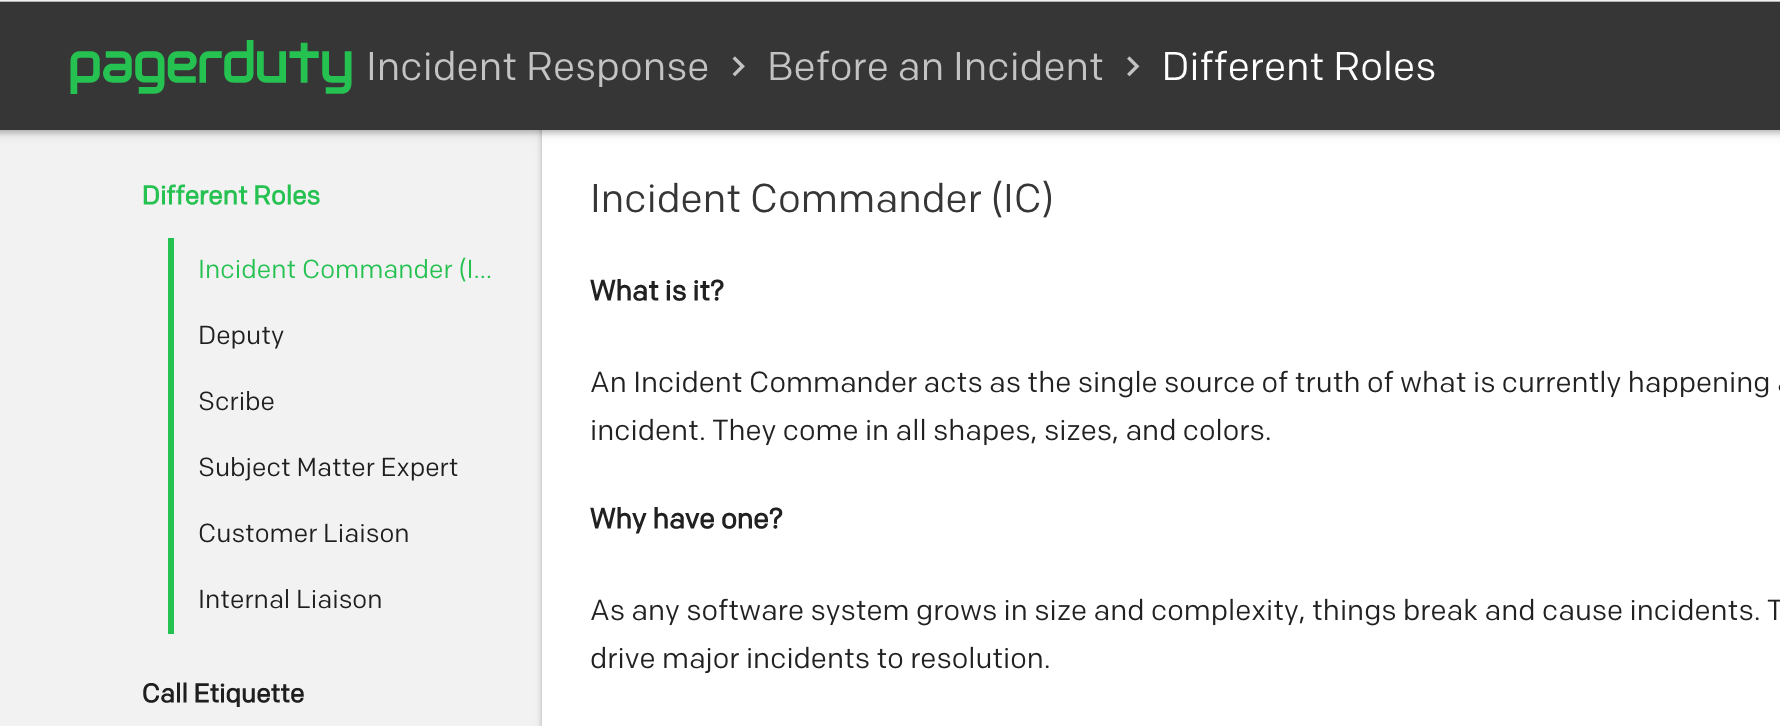 pagerduty Incident Response > Before an Incident > Different Roles
Different Roles
Incident Commander (I...
Deputy
Scribe
Subject Matter Expert
Customer Liaison
Internal Liaison
Call Etiquette
Incident Commander (IC)
What is it?
An Incident Commander acts as the single source of truth of what is currently happening
incident. They come in all shapes, sizes, and colors.
Why have one?
As any software system grows in size and complexity, things break and cause incidents.
drive major incidents to resolution.